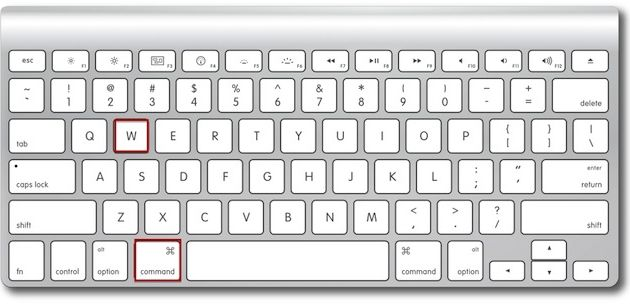 esc F1 F2 F3 F4 F5 F6 F7 F8 F9 F10 F11 F12
~ ! @ # $ % ^ & * ( ) _ +
` 1 2 3 4 5 6 7 8 9 0 - = delete
tab Q W E R T Y U I O P { } |
[ ] \
caps lock A S D F G H J K L : " enter
; ' return
shift Z X C V B N M < > ? shift
, . /
alt ⌘ ⌘ alt
fn control option command command option